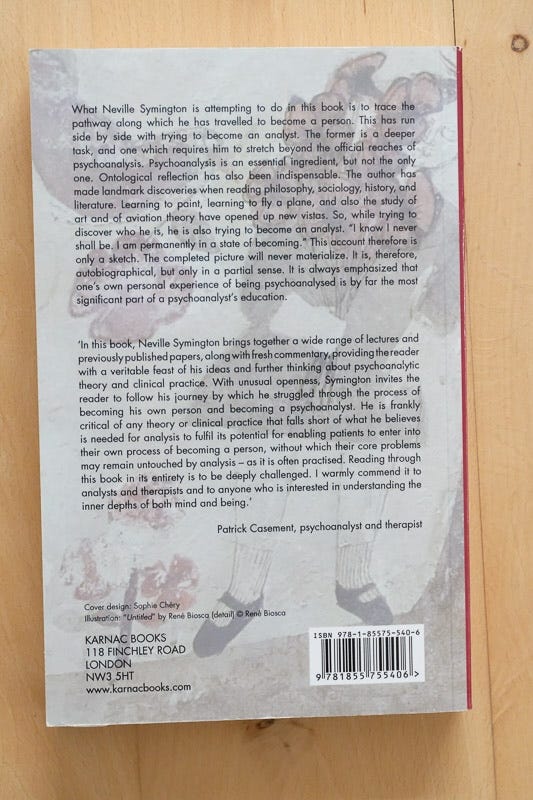 What Neville Symington is attempting to do in this book is to trace the
pathway along which he has travelled to become a person. This has run
side by side with trying to become an analyst. The former is a deeper
task, and one which requires him to stretch beyond the official reaches of
psychoanalysis. Psychoanalysis is an essential ingredient, but not the only
one. Ontological reflection has also been indispensable. The author has
made landmark discoveries when reading philosophy, sociology, history, and
literature. Learning to paint, learning to fly a plane, and also the study of
art and of aviation theory have opened up new vistas. So, while trying to
discover who he is, he is also trying to become an analyst. "I know I never
shall be. I am permanently in a state of becoming." This account therefore is
only a sketch. The completed picture will never materialize. It is, therefore,
autobiographical, but only in a partial sense. It is always emphasized that
one's own personal experience of being psychoanalysed is by far the most
significant part of a psychoanalyst's education.
'In this book, Neville Symington brings together a wide range of lectures and
previously published papers, along with fresh commentary, providing the reader
with a veritable feast of his ideas and further thinking about psychoanalytic
theory and clinical practice. With unusual openness, Symington invites the
reader to follow his journey by which he struggled through the process of
becoming his own person and becoming a psychoanalyst. He is frankly
critical of any theory or clinical practice that falls short of what he believes
is needed for analysis to fulfil its potential for enabling patients to enter into
their own process of becoming a person, without which their core problems
may remain untouched by analysis – as it is often practised. Reading through
this book in its entirety is to be deeply challenged. I warmly commend it to
analysts and therapists and to anyone who is interested in understanding the
inner depths of both mind and being.'
Patrick Casement, psychoanalyst and therapist
Cover design: Sophie Chéry
Illustration: "Untitled" by René Biosca (detail) © René Biosca
KARNAC BOOKS
118 FINCHLEY ROAD
LONDON
NW3 5HT
www.karnacbooks.com
ISBN 978-1-85575-540-6
9 781855 755406 >